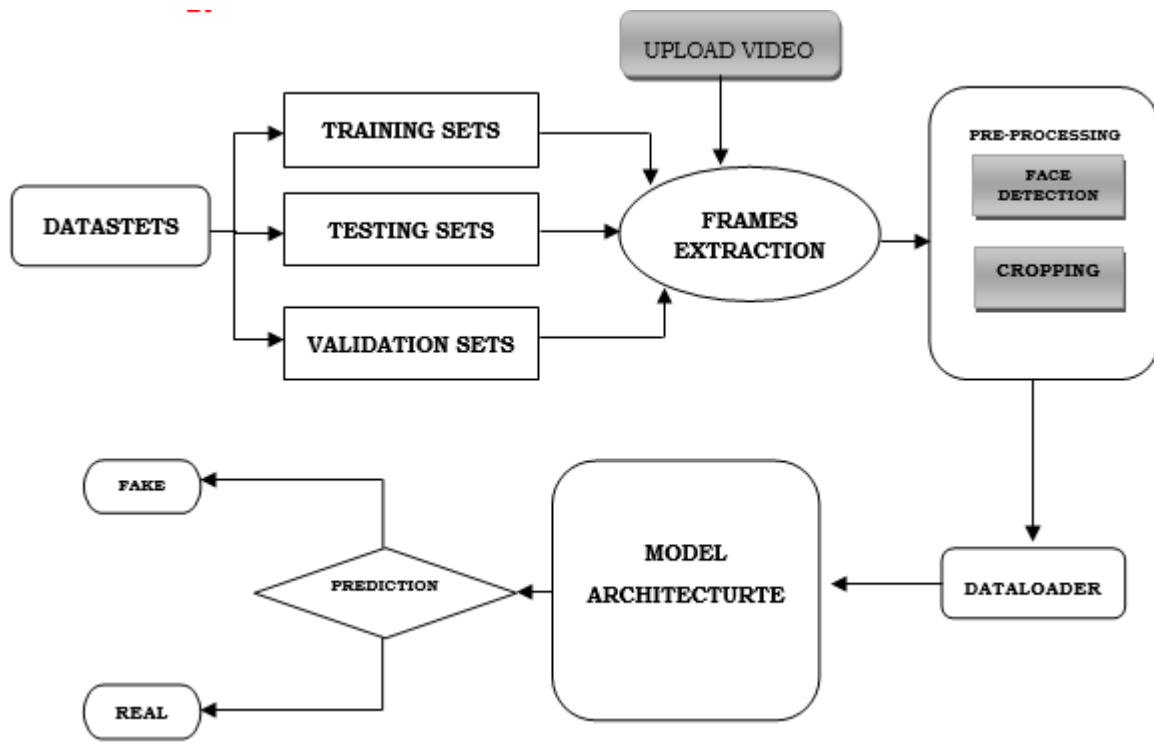 UPLOAD VIDEO
TRAINING SETS
PRE-PROCESSING
FACE
DETECTION
DATASTETS
TESTING SETS
FRAMES
EXTRACTION
CROPPING
VALIDATION SETS
FAKE
MODEL
ARCHITECTURTE
PREDICTION
DATALOADER
REAL